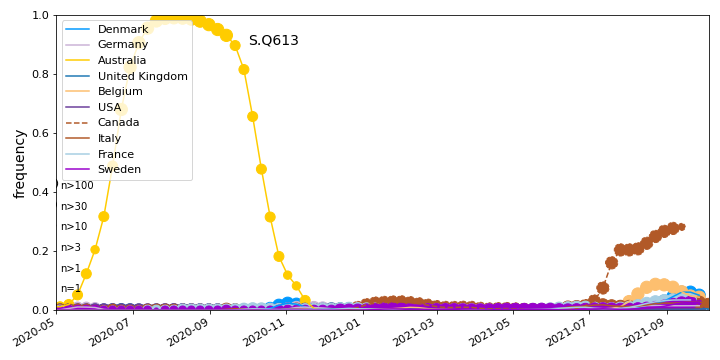 1.0
0.8
0.6
0.4
0.2
0.0
frequency
Denmark
Germany
Australia
United Kingdom
Belgium
USA
Canada
Italy
France
Sweden
n>100
n>30
n>10
n>3
n>1
n=1
S.Q613
2020-05
2020-07
2020-09
2020-11
2021-01
2021-03
2021-05
2021-07
2021-09